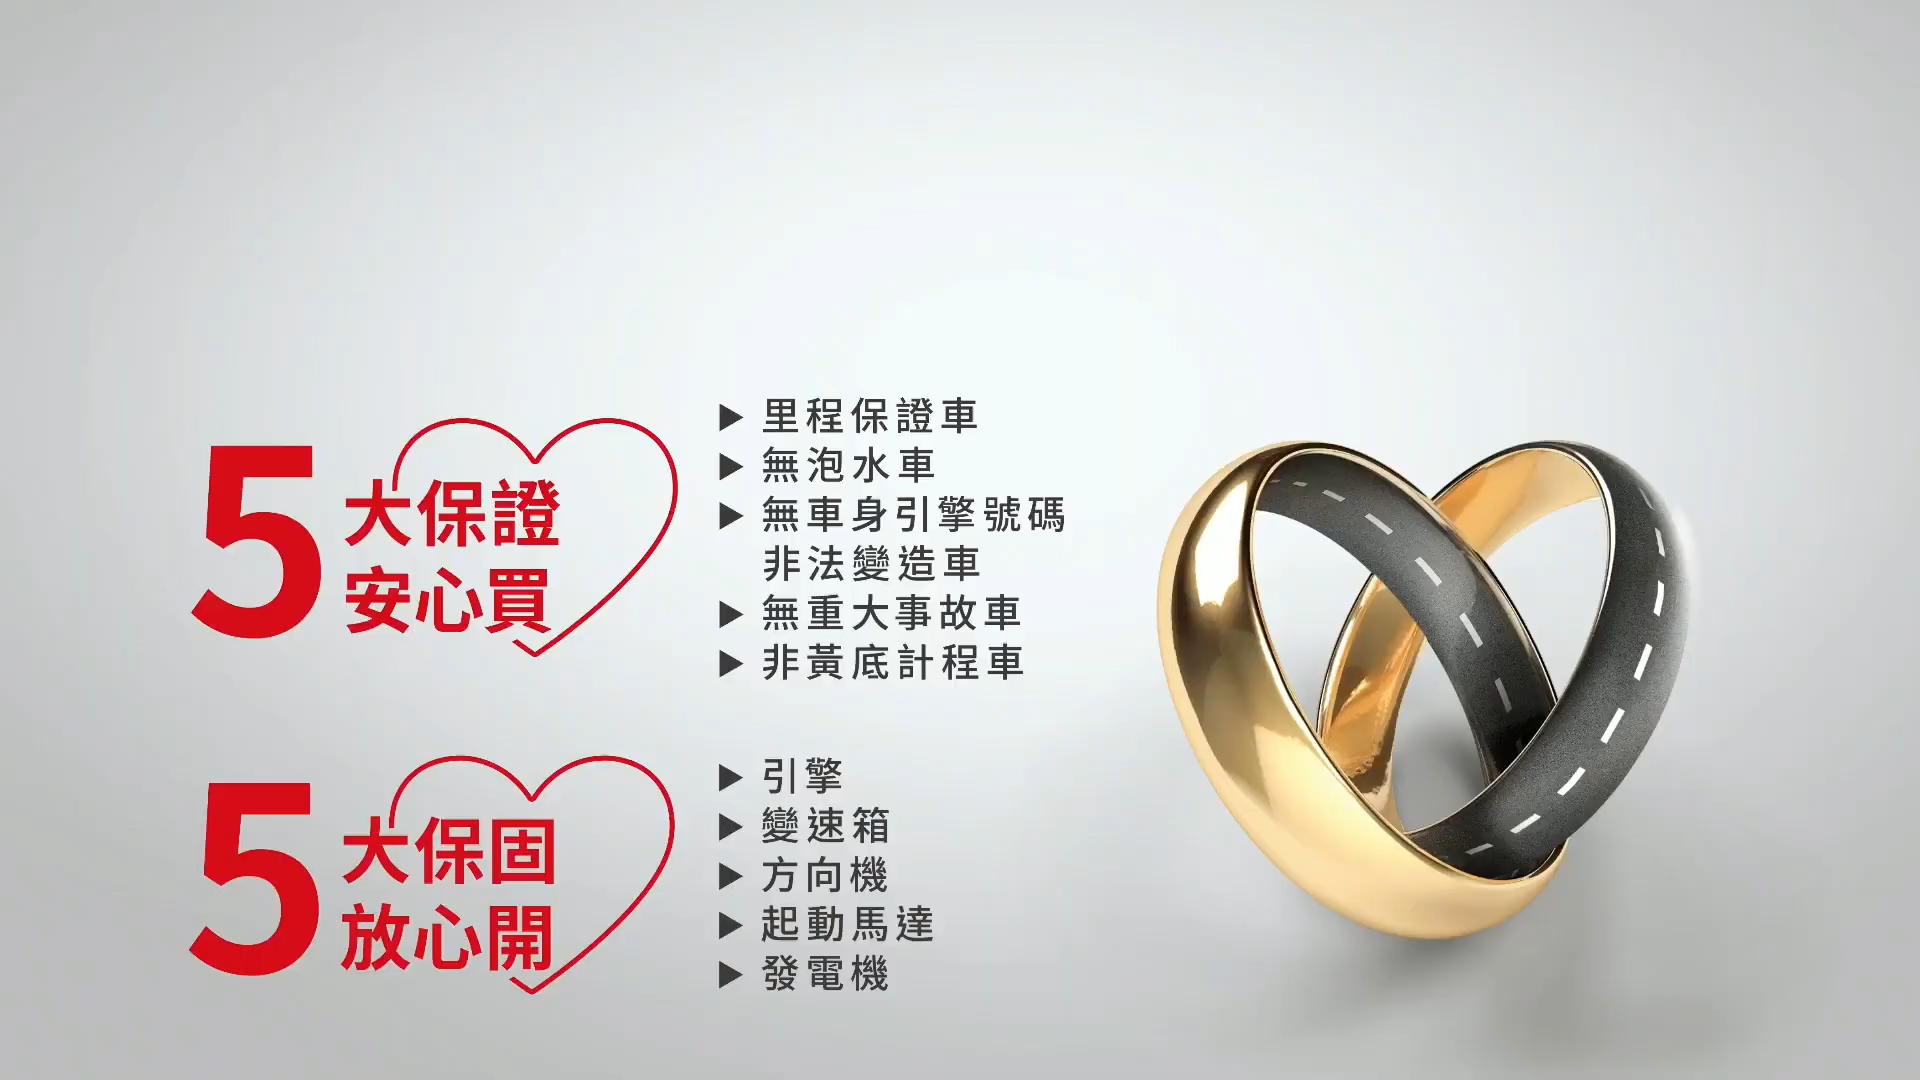 5大保證
安心買
▶ 里程保證車
▶ 無泡水車
▶ 無車身引擎號碼
非法變造車
▶ 無重大事故車
▶ 非黃底計程車
5大保固
放心開
▶ 引擎
▶ 變速箱
▶ 方向機
▶ 起動馬達
▶ 發電機